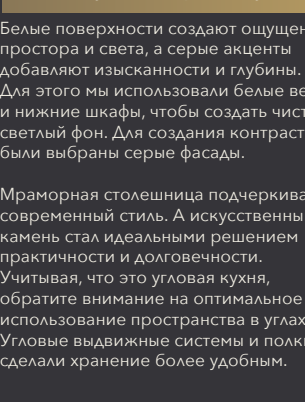 Белые поверхности создают ощущен
простора и света, а серые акценты
добавляют изысканности и глубины.
Для этого мы использовали белые ве
и нижние шкафы, чтобы создать чист
светлый фон. Для создания контраст
были выбраны серые фасады.
Мраморная столешница подчеркива
современный стиль. А искусственны
камень стал идеальными решением
практичности и долговечности.
Учитывая, что это угловая кухня,
обратите внимание на оптимальное
использование пространства в углах
Угловые выдвижные системы и полк
сделали хранение более удобным.